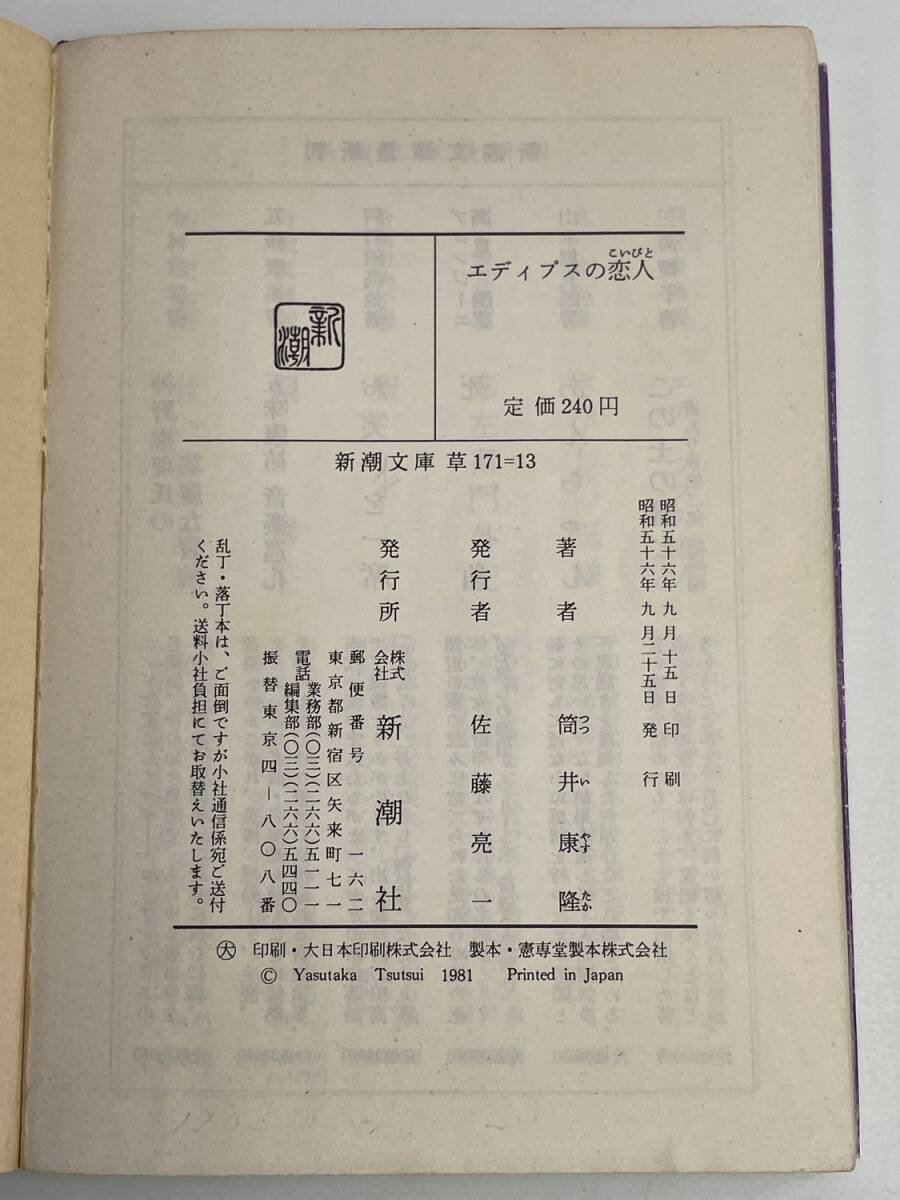 エディプスの恋人
こいびと
定価240円
新潮
新潮文庫 草171=13
昭和五十六年 九月 十五日 印刷
昭和五十六年 九月二十五日 発行
著者 筒井康隆
つつ い やす たか
発行者 佐藤亮一
発行所 株式会社 新潮社
郵便番号 一六二
東京都新宿区矢来町七一
電話 業務部(〇三)(二六六)五一一一
編集部(〇三)(二六六)五四四〇
振替東京四―八〇八番
乱丁・落丁本は、ご面倒ですが小社通信係宛ご送付
ください。送料小社負担にてお取替えいたします。
大 印刷・大日本印刷株式会社 製本・憲専堂製本株式会社
© Yasutaka Tsutsui 1981 Printed in Japan